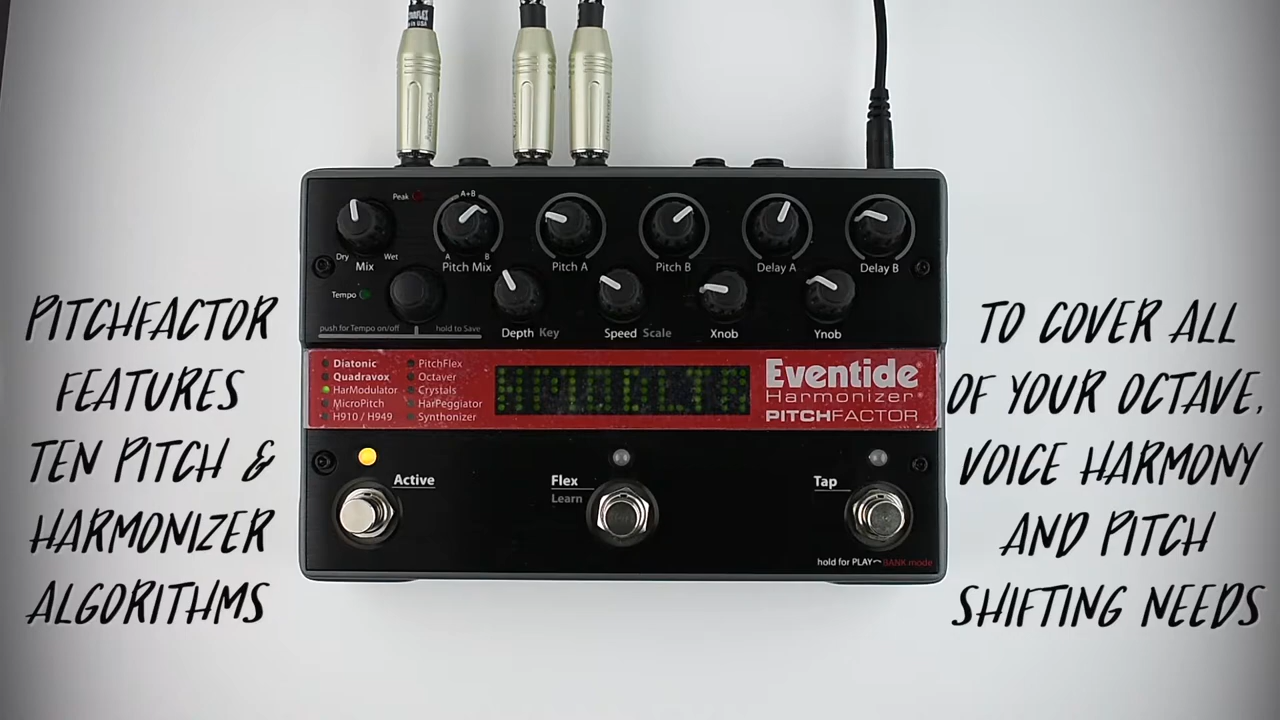 PITCHFACTOR
FEATURES
TEN PITCH &
HARMONIZER
ALGORITHMS
TO COVER ALL
OF YOUR OCTAVE,
VOICE HARMONY
AND PITCH
SHIFTING NEEDS
Peak
A+B
Dry Wet A B
Mix Pitch Mix Pitch A Pitch B Delay A Delay B
Tempo
push for Tempo on/off hold to Save
Depth Key Speed Scale Xnob Ynob
Diatonic PitchFlex
Quadravox Octaver
HarModulator Crystals
MicroPitch HarPeggiator
H910 / H949 Synthonizer
Eventide
Harmonizer
PITCHFACTOR
Active Flex Tap
Learn
hold for PLAY BANK mode